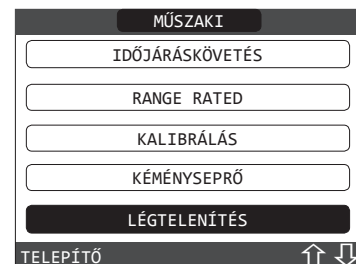 MŰSZAKI
IDŐJÁRÁSKÖVETÉS
RANGE RATED
KALIBRÁLÁS
KÉMÉNYSEPRŐ
LÉGTELENÍTÉS
TELEPÍTŐ